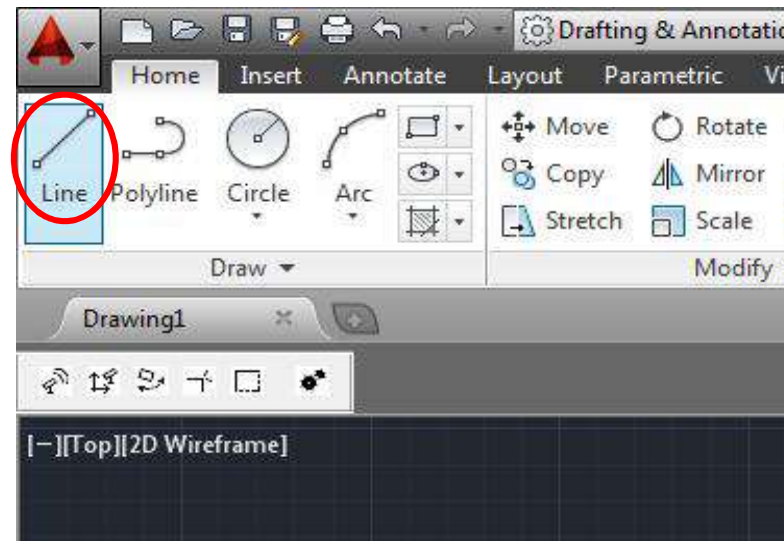 Drafting & Annotatio
Home Insert Annotate Layout Parametric Vi
Move Rotate
Copy Mirror
Line Polyline Circle Arc
Stretch Scale
Draw Modify
Drawing1
[−][Top][2D Wireframe]